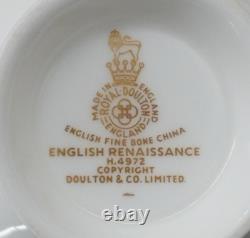 MADE IN ENGLAND
ROYAL DOULTON
ENGLAND
ENGLISH FINE BONE CHINA
ENGLISH RENAISSANCE
H.4972
COPYRIGHT
DOULTON & CO. LIMITED.